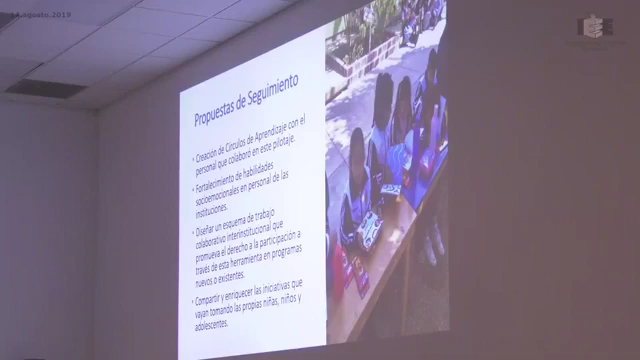 14.agosto.2019
IEE
Propuestas de Seguimiento
• Creación de Círculos de Aprendizaje con el
personal que colaboró en este pilotaje.
• Fortalecimiento de habilidades
socioemocionales en personal de las
instituciones.
• Diseñar un esquema de trabajo
colaborativo interinstitucional que
promueva el derecho a la participación a
través de esta herramienta en programas
nuevos o existentes.
• Compartir y enriquecer las iniciativas que
vayan tomando las propias niñas, niños y
adolescentes.